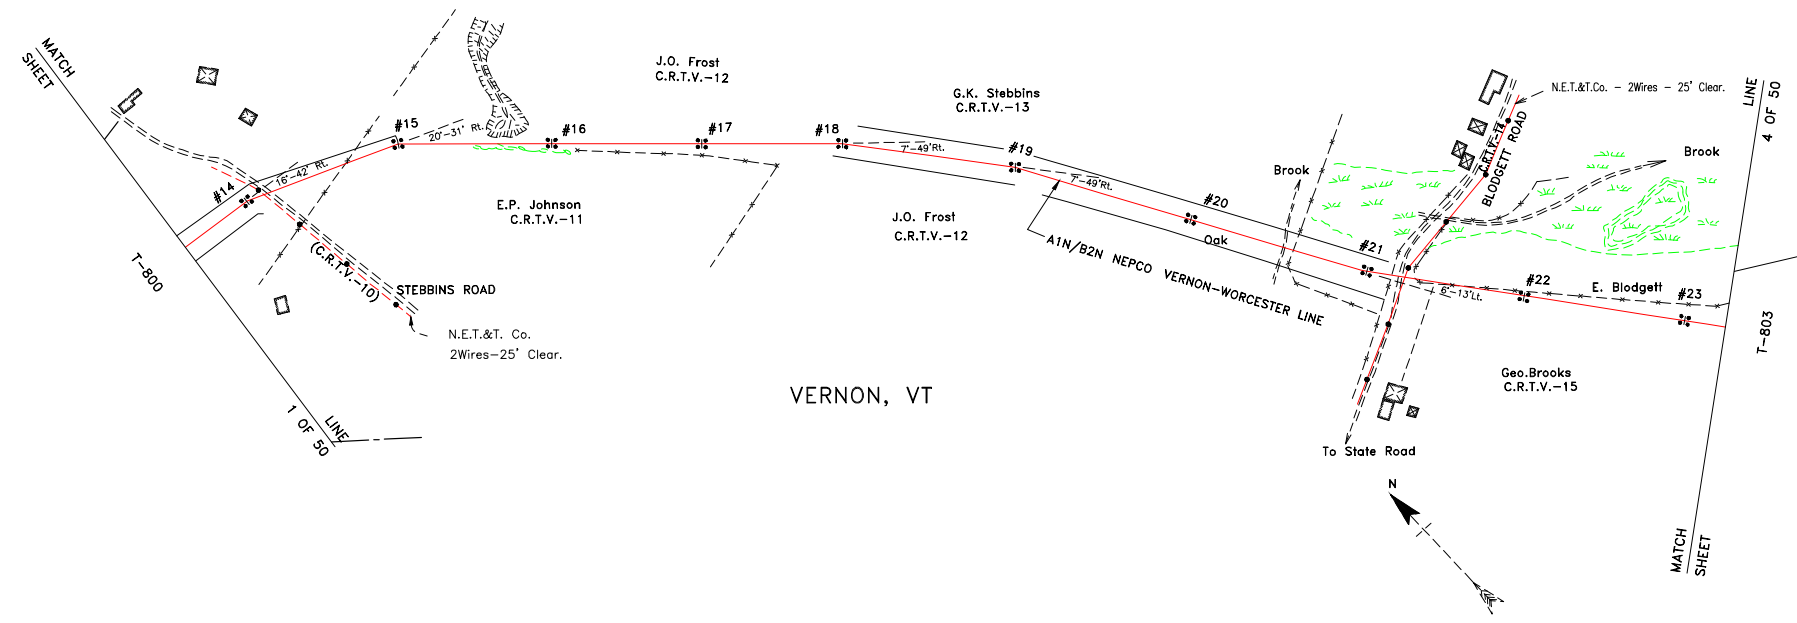 MATCH
SHEET
#14
16°-42' Rt.
#15
20°-31' Rt.
J.O. Frost
C.R.T.V.-12
#16
#17
#18
G.K. Stebbins
C.R.T.V.-13
7°-49'Rt.
#19
7°-49'Rt.
#20
Brook
#21
N.E.T.&T.Co. - 2Wires - 25' Clear.
C.R.T.V.-14
BLODGETT ROAD
Brook
LINE
4 OF 50
E.P. Johnson
C.R.T.V.-11
J.O. Frost
C.R.T.V.-12
Oak
A1N/B2N NEPCO VERNON-WORCESTER LINE
6°-13'Lt.
#22
E. Blodgett
#23
T-800
(C.R.T.V.-10)
STEBBINS ROAD
N.E.T.&T. Co.
2Wires-25' Clear.
T-803
Geo.Brooks
C.R.T.V.-15
VERNON, VT
LINE
1 OF 50
To State Road
N
MATCH
SHEET